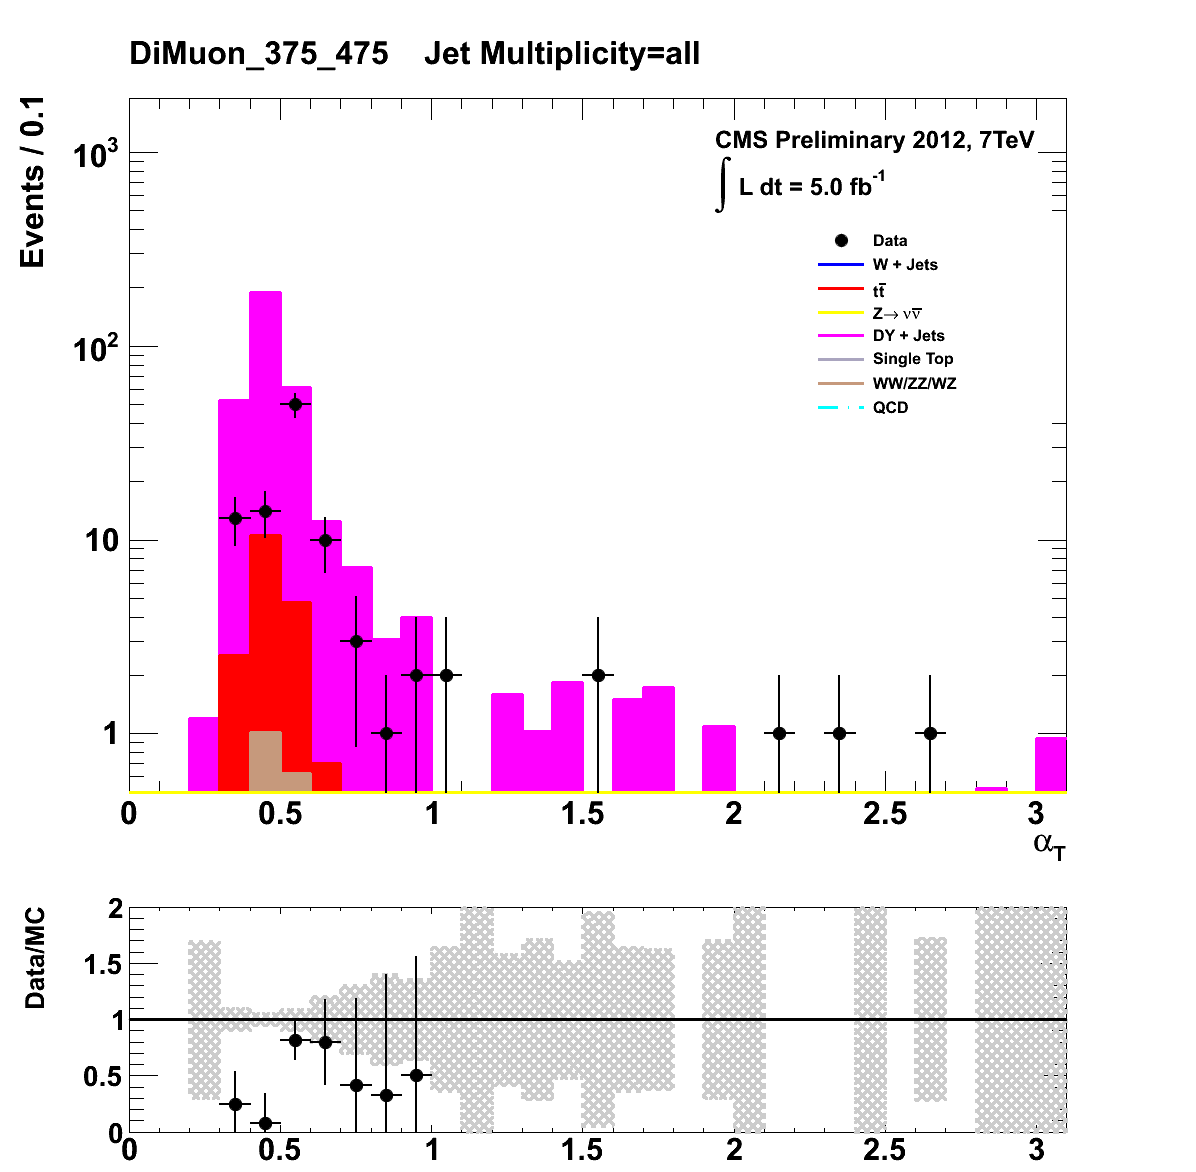 DiMuon_375_475 Jet Multiplicity=all
Events / 0.1
CMS Preliminary 2012, 7TeV
∫ L dt = 5.0 fb⁻¹
Data
W + Jets
tt̅
Z→ νν̅
DY + Jets
Single Top
WW/ZZ/WZ
QCD
10³
10²
10
1
0 0.5 1 1.5 2 2.5 3
α_T
Data/MC
2
1.5
1
0.5
0
0 0.5 1 1.5 2 2.5 3